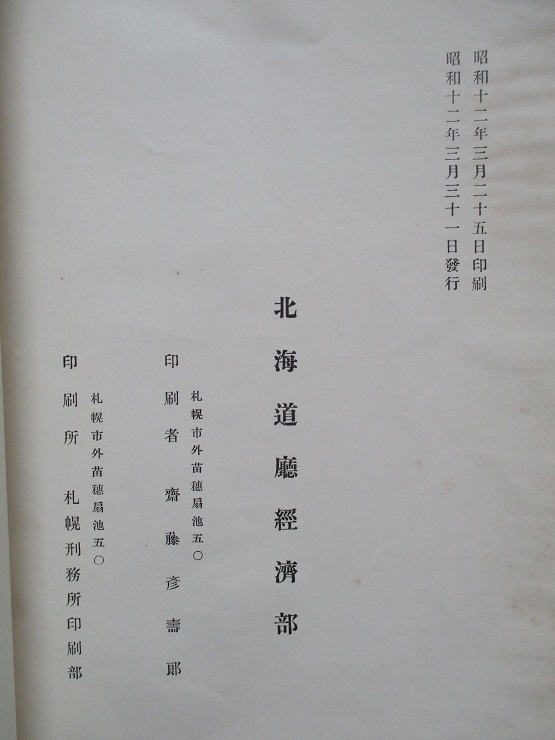 昭和十二年三月二十五日印刷
昭和十二年三月三十一日發行
北海道廳經濟部
札幌市外苗穗扇池五〇
印刷者 齋藤彦壽郎
札幌市外苗穗扇池五〇
印刷所 札幌刑務所印刷部